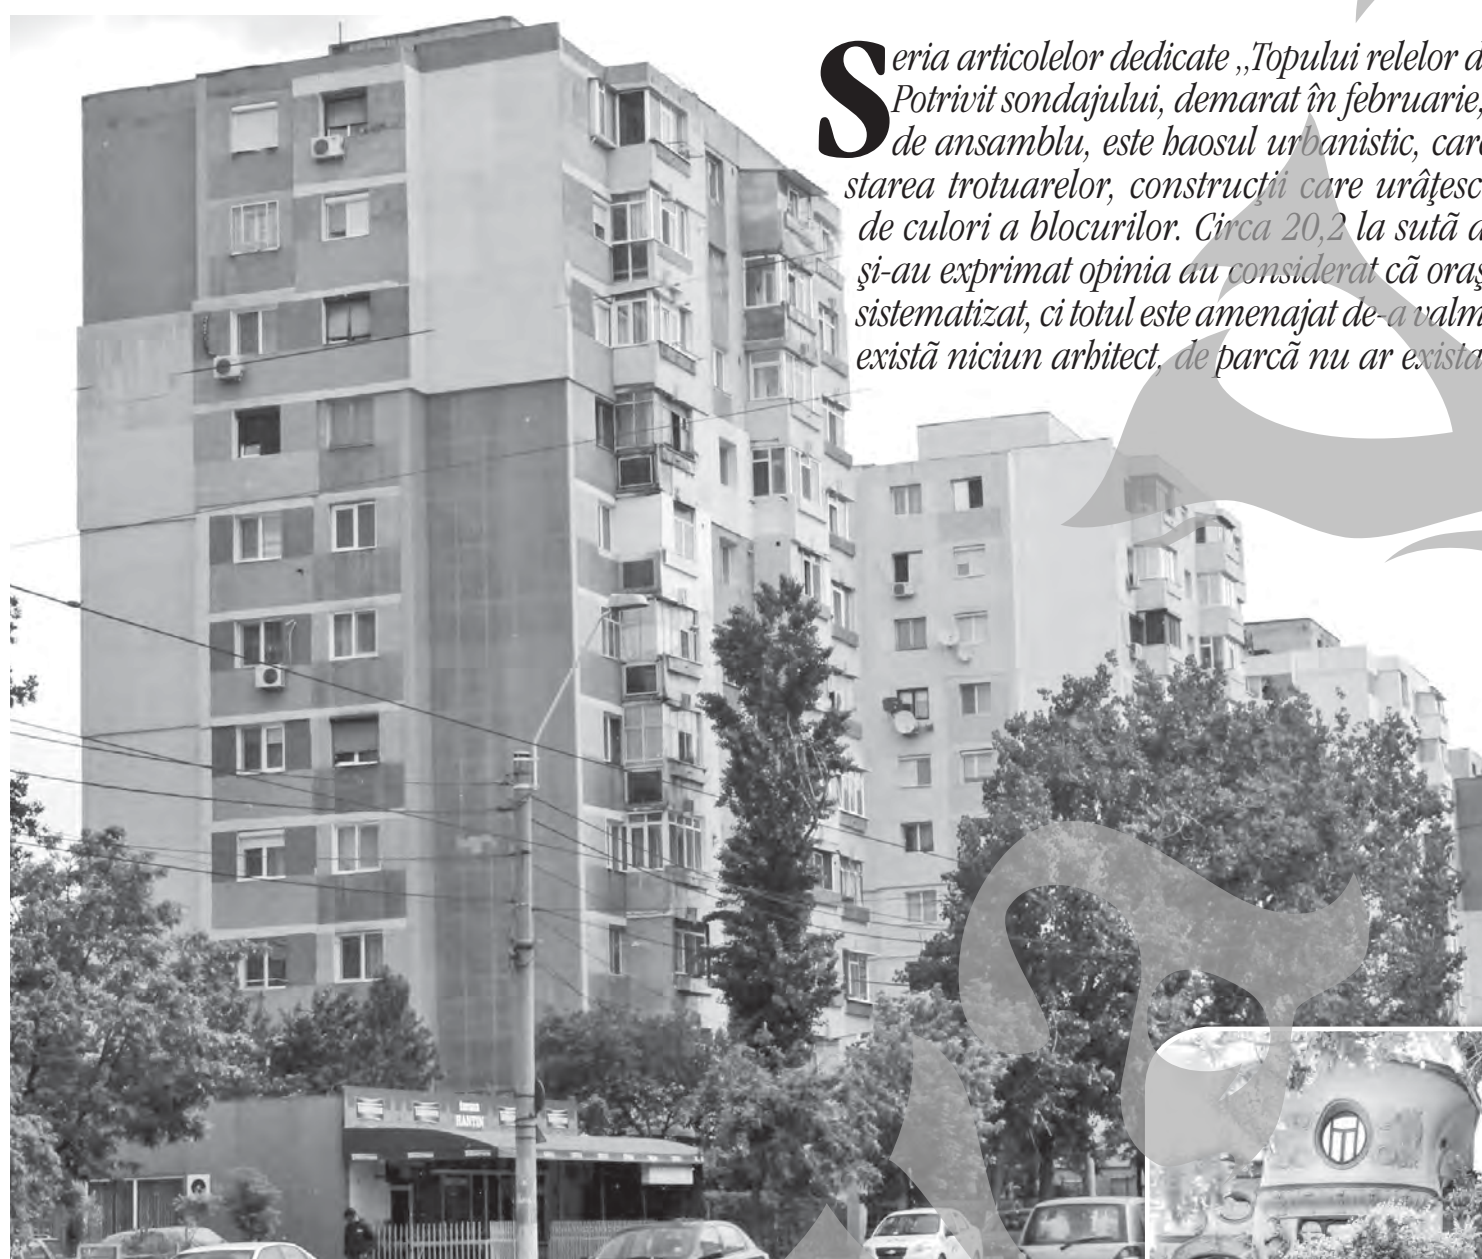 Seria articolelor dedicate „Topului relelor d
Potrivit sondajului, demarat în februarie,
de ansamblu, este haosul urbanistic, care
starea trotuarelor, construcţii care urâţesc
de culori a blocurilor. Circa 20,2 la sutã d
şi-au exprimat opinia au considerat cã oraş
sistematizat, ci totul este amenajat de-a valm
existã niciun arhitect, de parcã nu ar exista